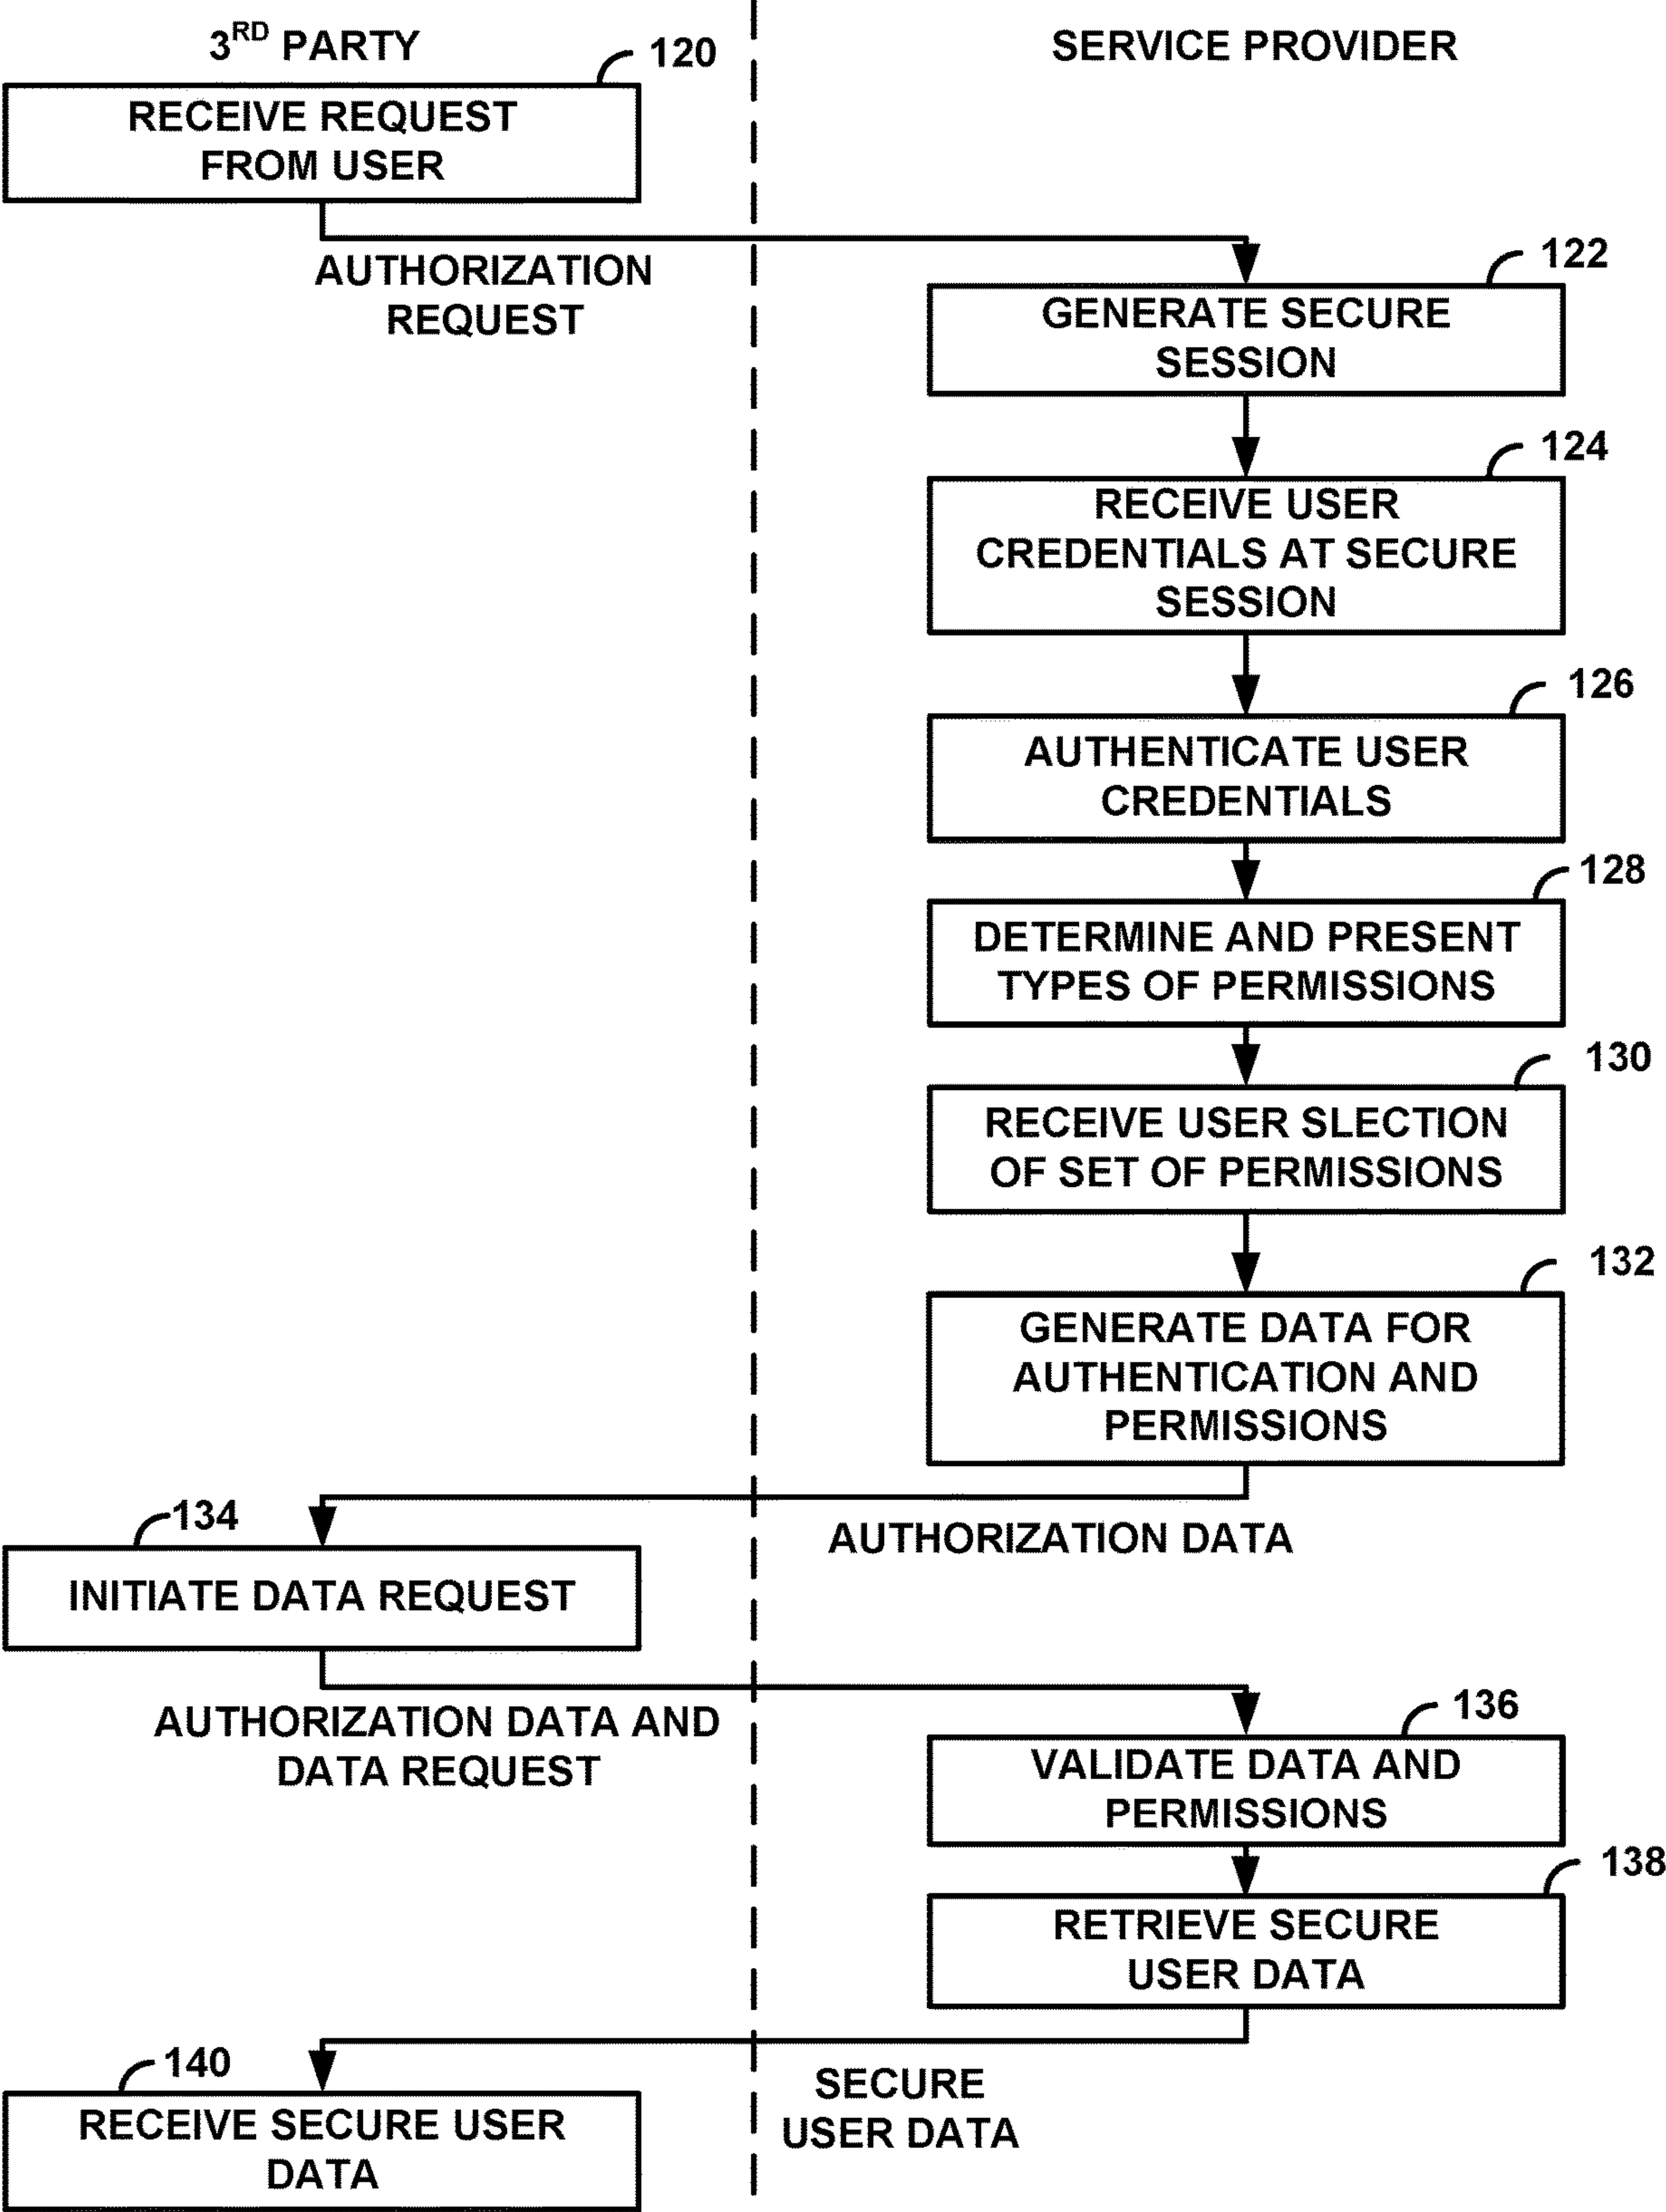 3RD PARTY
SERVICE PROVIDER
120
RECEIVE REQUEST
FROM USER
AUTHORIZATION
REQUEST
122
GENERATE SECURE
SESSION
124
RECEIVE USER
CREDENTIALS AT SECURE
SESSION
126
AUTHENTICATE USER
CREDENTIALS
128
DETERMINE AND PRESENT
TYPES OF PERMISSIONS
130
RECEIVE USER SLECTION
OF SET OF PERMISSIONS
132
GENERATE DATA FOR
AUTHENTICATION AND
PERMISSIONS
AUTHORIZATION DATA
134
INITIATE DATA REQUEST
AUTHORIZATION DATA AND
DATA REQUEST
136
VALIDATE DATA AND
PERMISSIONS
138
RETRIEVE SECURE
USER DATA
SECURE
USER DATA
140
RECEIVE SECURE USER
DATA